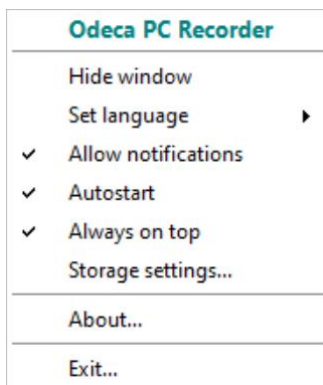 Odeca PC Recorder
Hide window
Set language
Allow notifications
Autostart
Always on top
Storage settings...
About...
Exit...